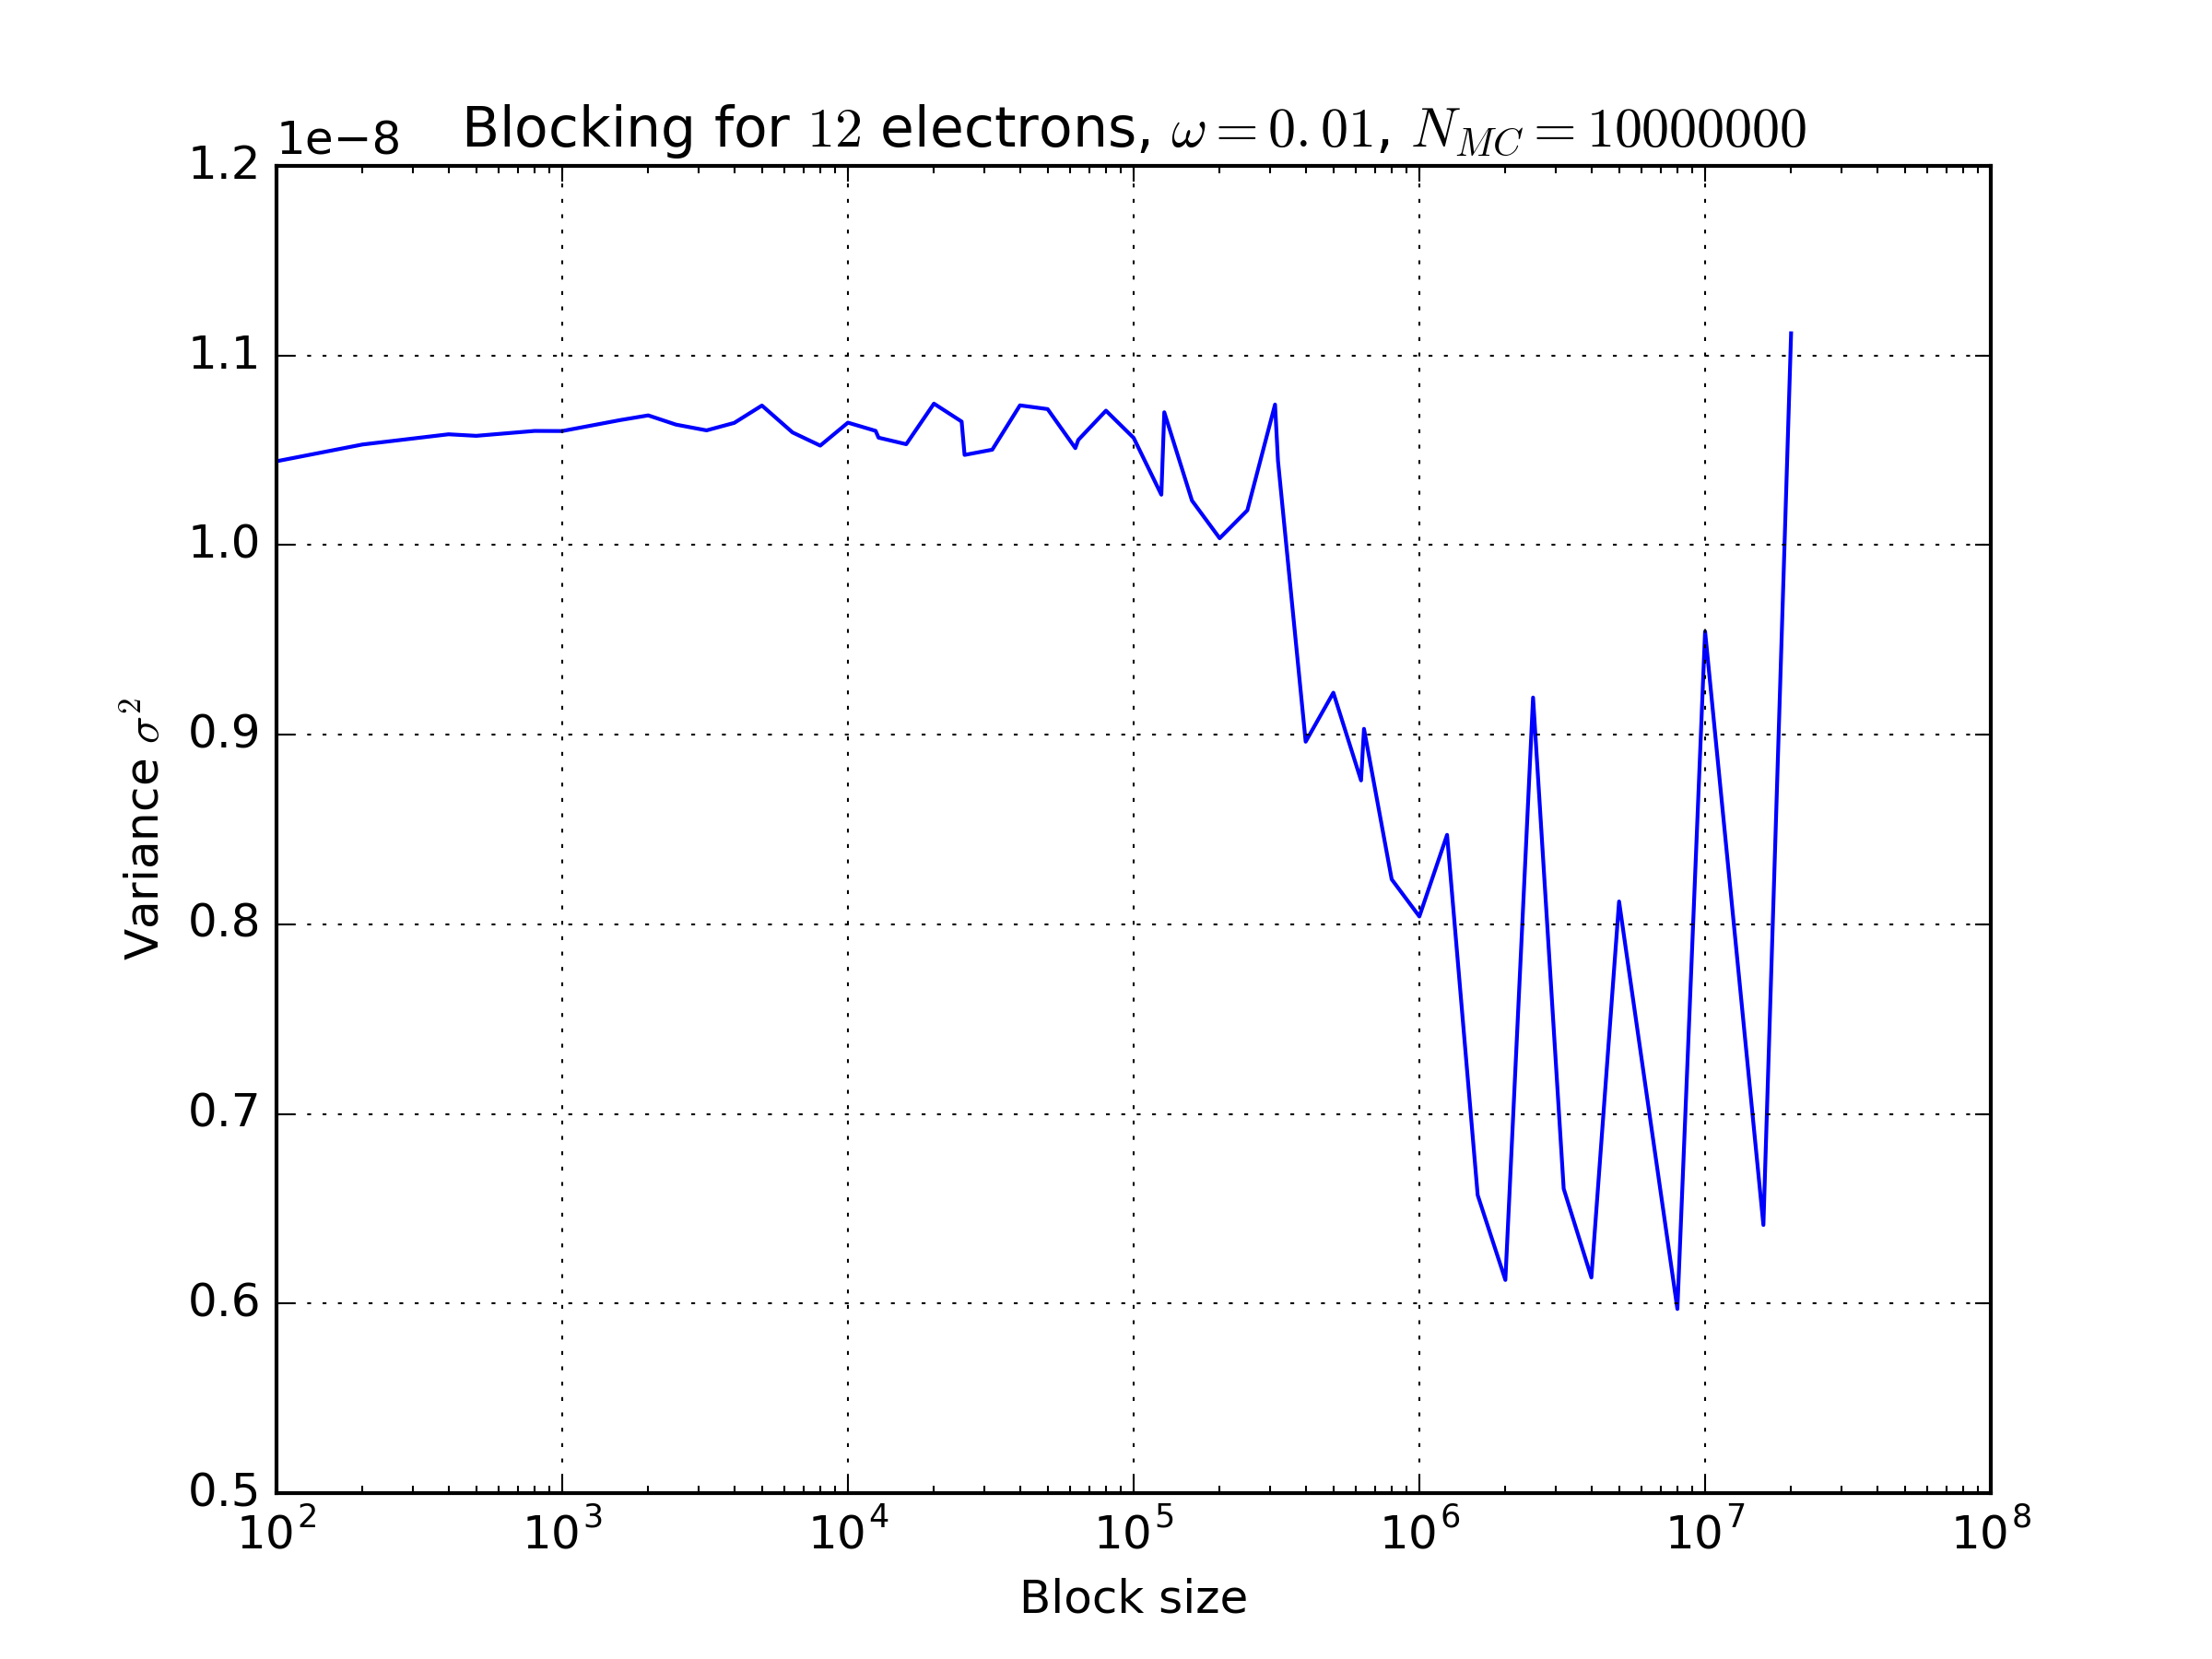 Blocking for 12 electrons, ω = 0.01, N_MC = 10000000
1e−8
1.2
1.1
1.0
0.9
0.8
0.7
0.6
0.5
Variance σ²
10² 10³ 10⁴ 10⁵ 10⁶ 10⁷ 10⁸
Block size